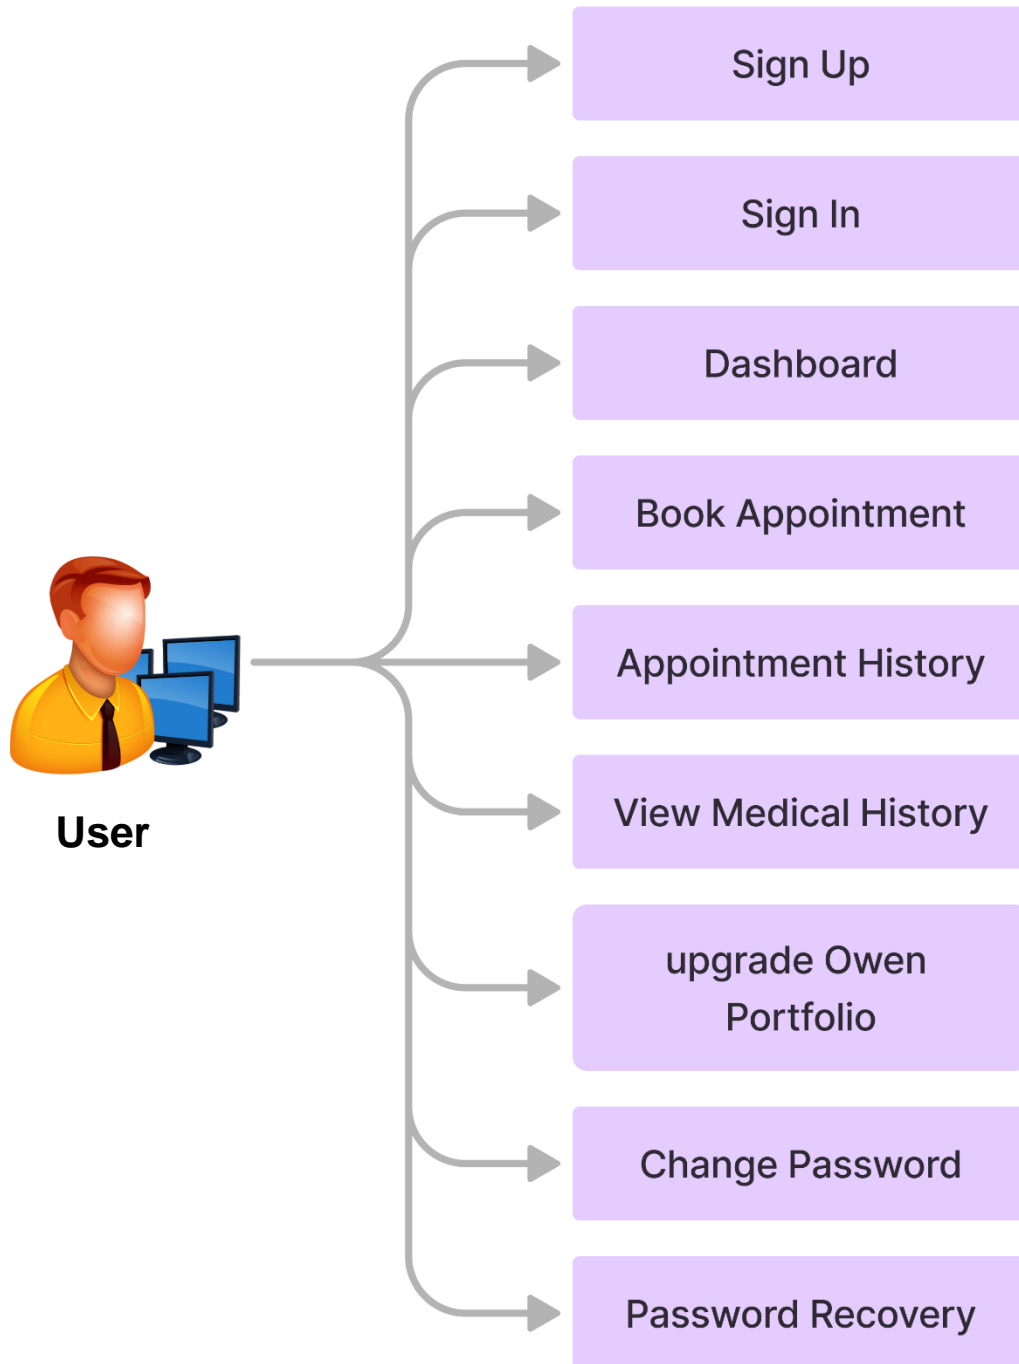 Sign Up
Sign In
Dashboard
Book Appointment
Appointment History
View Medical History
User
upgrade Owen
Portfolio
Change Password
Password Recovery